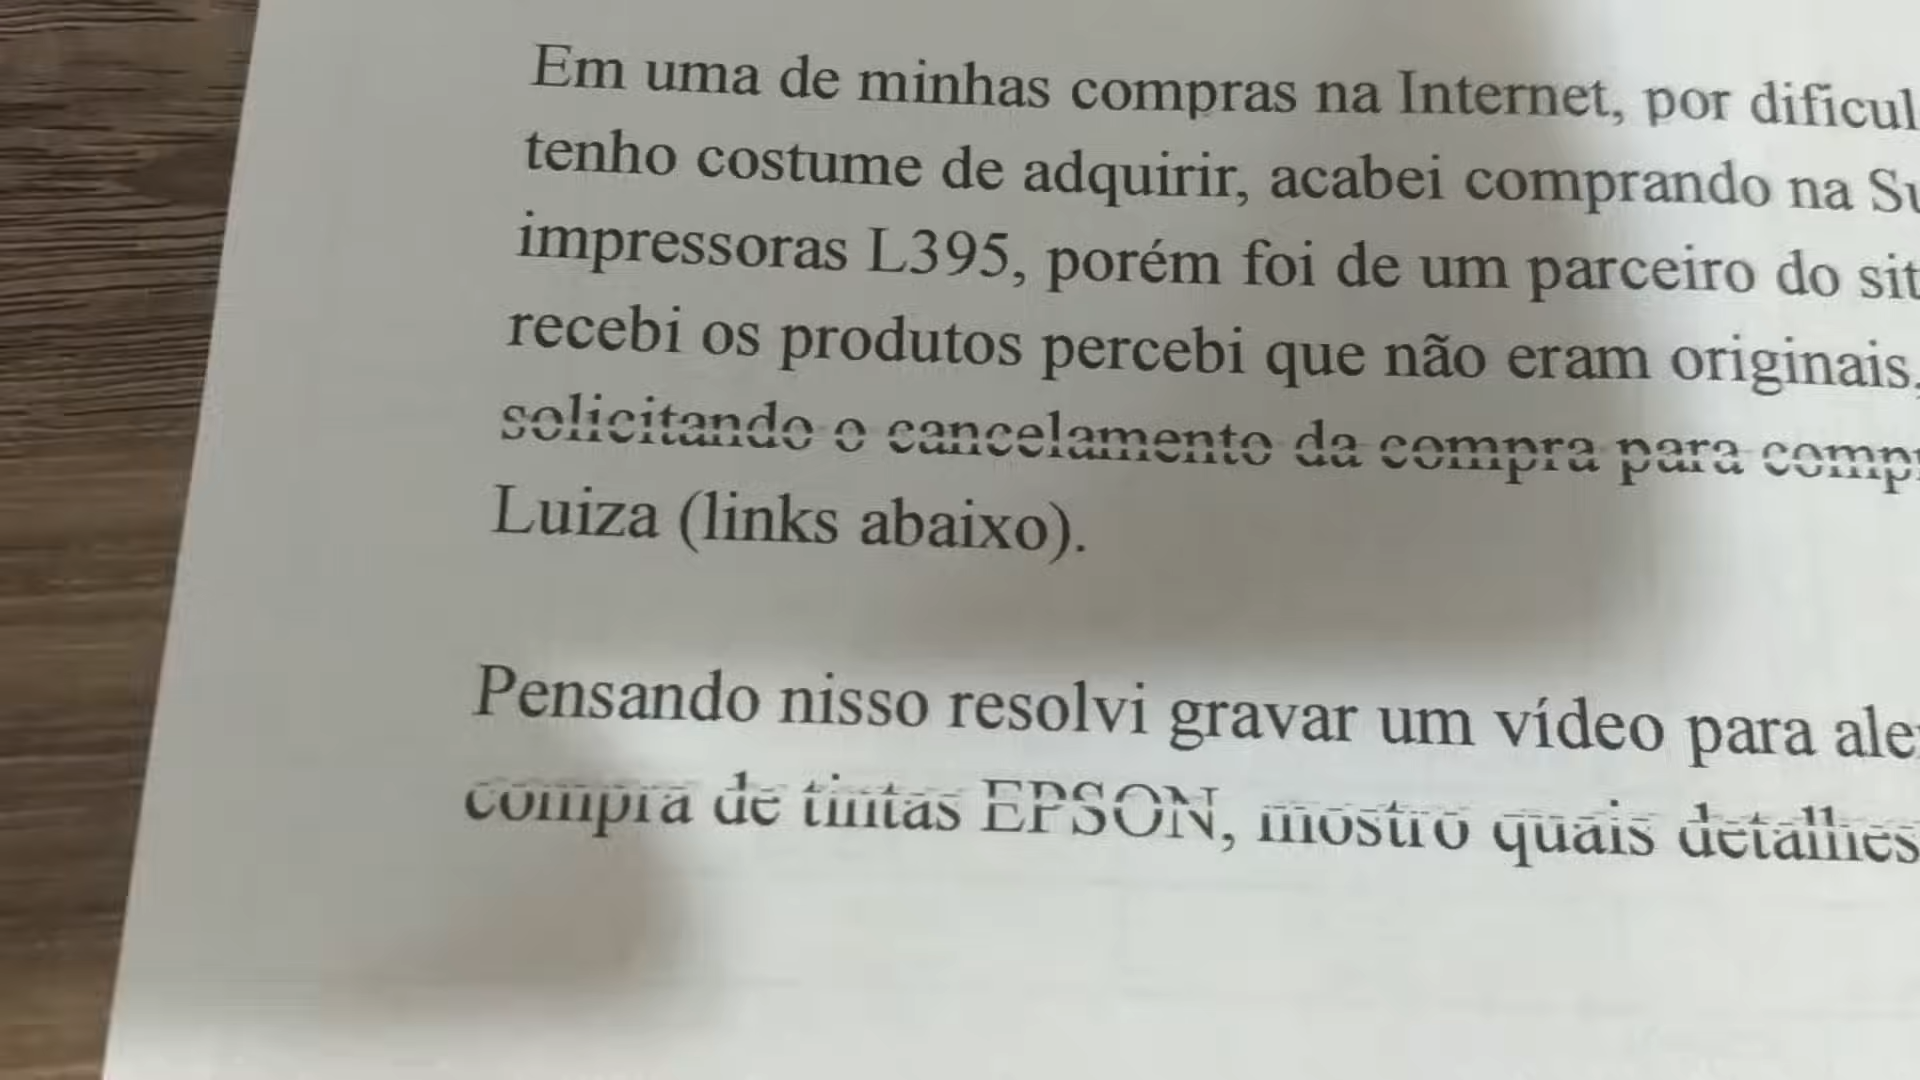 Em uma de minhas compras na Internet, por dificul
tenho costume de adquirir, acabei comprando na Su
impressoras L395, porém foi de um parceiro do sit
recebi os produtos percebi que não eram originais,
solicitando o cancelamento da compra para comp
Luiza (links abaixo).
Pensando nisso resolvi gravar um vídeo para ale
compra de tintas EPSON, mostro quais detalhes